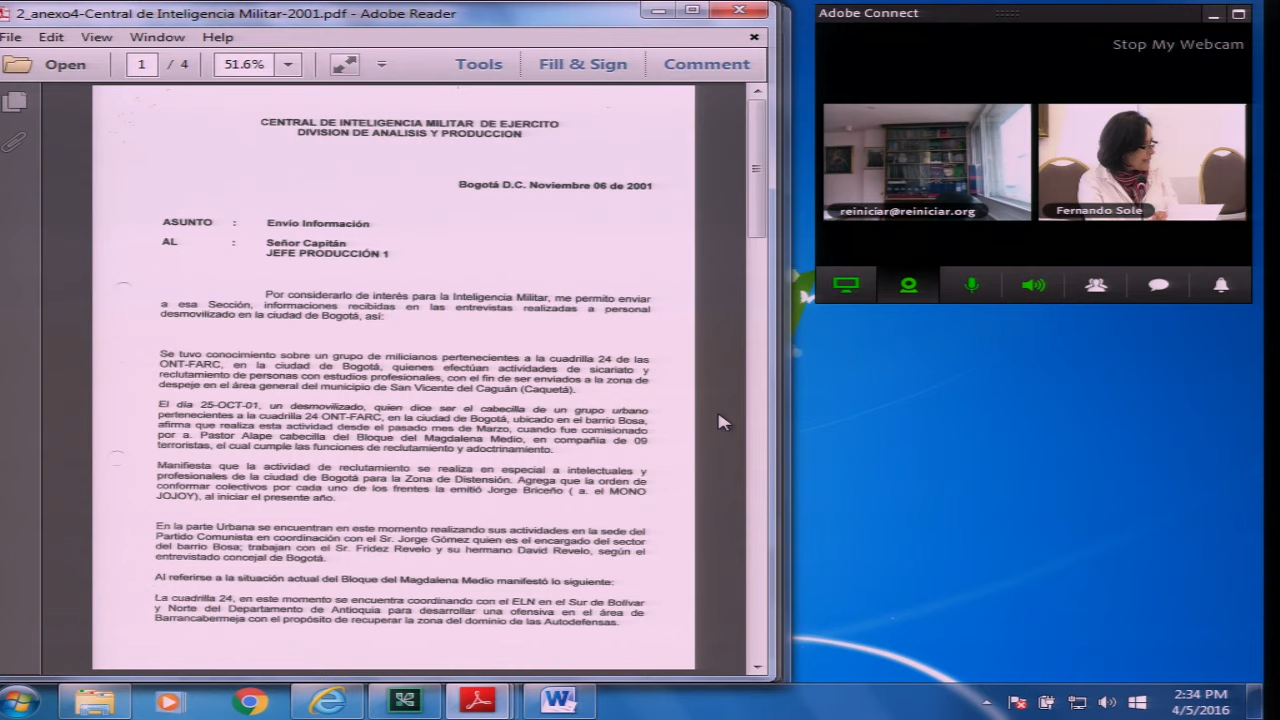 2_anexo4-Central de Inteligencia Militar-2001.pdf - Adobe Reader
File Edit View Window Help
Open 1 / 4 51.6% Tools Fill & Sign Comment
CENTRAL DE INTELIGENCIA MILITAR DE EJERCITO
DIVISION DE ANALISIS Y PRODUCCION
Bogotá D.C. Noviembre 06 de 2001
ASUNTO : Envío Información
AL : Señor Capitán
JEFE PRODUCCIÓN 1
Por considerarlo de interés para la Inteligencia Militar, me permito enviar
a esa Sección, informaciones recibidas en las entrevistas realizadas a personal
desmovilizado en la ciudad de Bogotá, así:
Se tuvo conocimiento sobre un grupo de milicianos pertenecientes a la cuadrilla 24 de las
ONT-FARC, en la ciudad de Bogotá, quienes efectúan actividades de sicariato y
reclutamiento de personas con estudios profesionales, con el fin de ser enviados a la zona de
despeje en el área general del municipio de San Vicente del Caguán (Caquetá).
El día 25-OCT-01, un desmovilizado, quien dice ser el cabecilla de un grupo urbano
pertenecientes a la cuadrilla 24 ONT-FARC, en la ciudad de Bogotá, ubicado en el barrio Bosa,
afirma que realiza esta actividad desde el pasado mes de Marzo, cuando fue comisionado
por a. Pastor Alape cabecilla del Bloque del Magdalena Medio, en compañía de 09
terroristas, el cual cumple las funciones de reclutamiento y adoctrinamiento.
Manifiesta que la actividad de reclutamiento se realiza en especial a intelectuales y
profesionales de la ciudad de Bogotá para la Zona de Distensión. Agrega que la orden de
conformar colectivos por cada uno de los frentes la emitió Jorge Briceño ( a. el MONO
JOJOY), al iniciar el presente año.
En la parte Urbana se encuentran en este momento realizando sus actividades en la sede del
Partido Comunista en coordinación con el Sr. Jorge Gómez quien es el encargado del sector
del barrio Bosa; trabajan con el Sr. Fridez Revelo y su hermano David Revelo, según el
entrevistado concejal de Bogotá.
Al referirse a la situación actual del Bloque del Magdalena Medio manifestó lo siguiente:
La cuadrilla 24, en este momento se encuentra coordinando con el ELN en el Sur de Bolívar
y Norte del Departamento de Antioquia para desarrollar una ofensiva en el área de
Barrancabermeja con el propósito de recuperar la zona del dominio de las Autodefensas.
Adobe Connect
Stop My Webcam
reiniciar@reiniciar.org
Fernando Sole
2:34 PM
4/5/2016